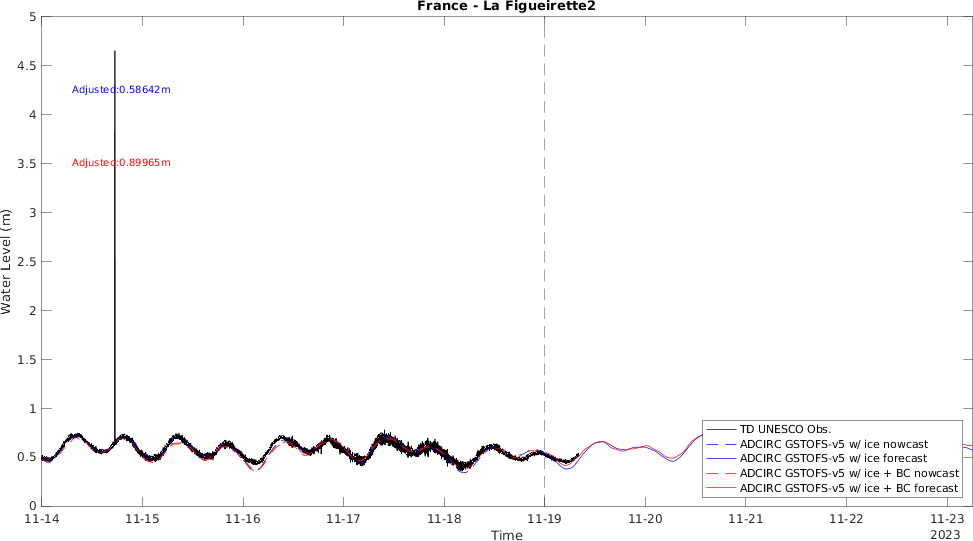 France - La Figueirette2
5
4.5
4
3.5
3
2.5
2
1.5
1
0.5
0
Water Level (m)
Adjusted:0.58642m
Adjusted:0.89965m
TD UNESCO Obs.
ADCIRC GSTOFS-v5 w/ ice nowcast
ADCIRC GSTOFS-v5 w/ ice forecast
ADCIRC GSTOFS-v5 w/ ice + BC nowcast
ADCIRC GSTOFS-v5 w/ ice + BC forecast
11-14 11-15 11-16 11-17 11-18 11-19 11-20 11-21 11-22 11-23
Time
2023